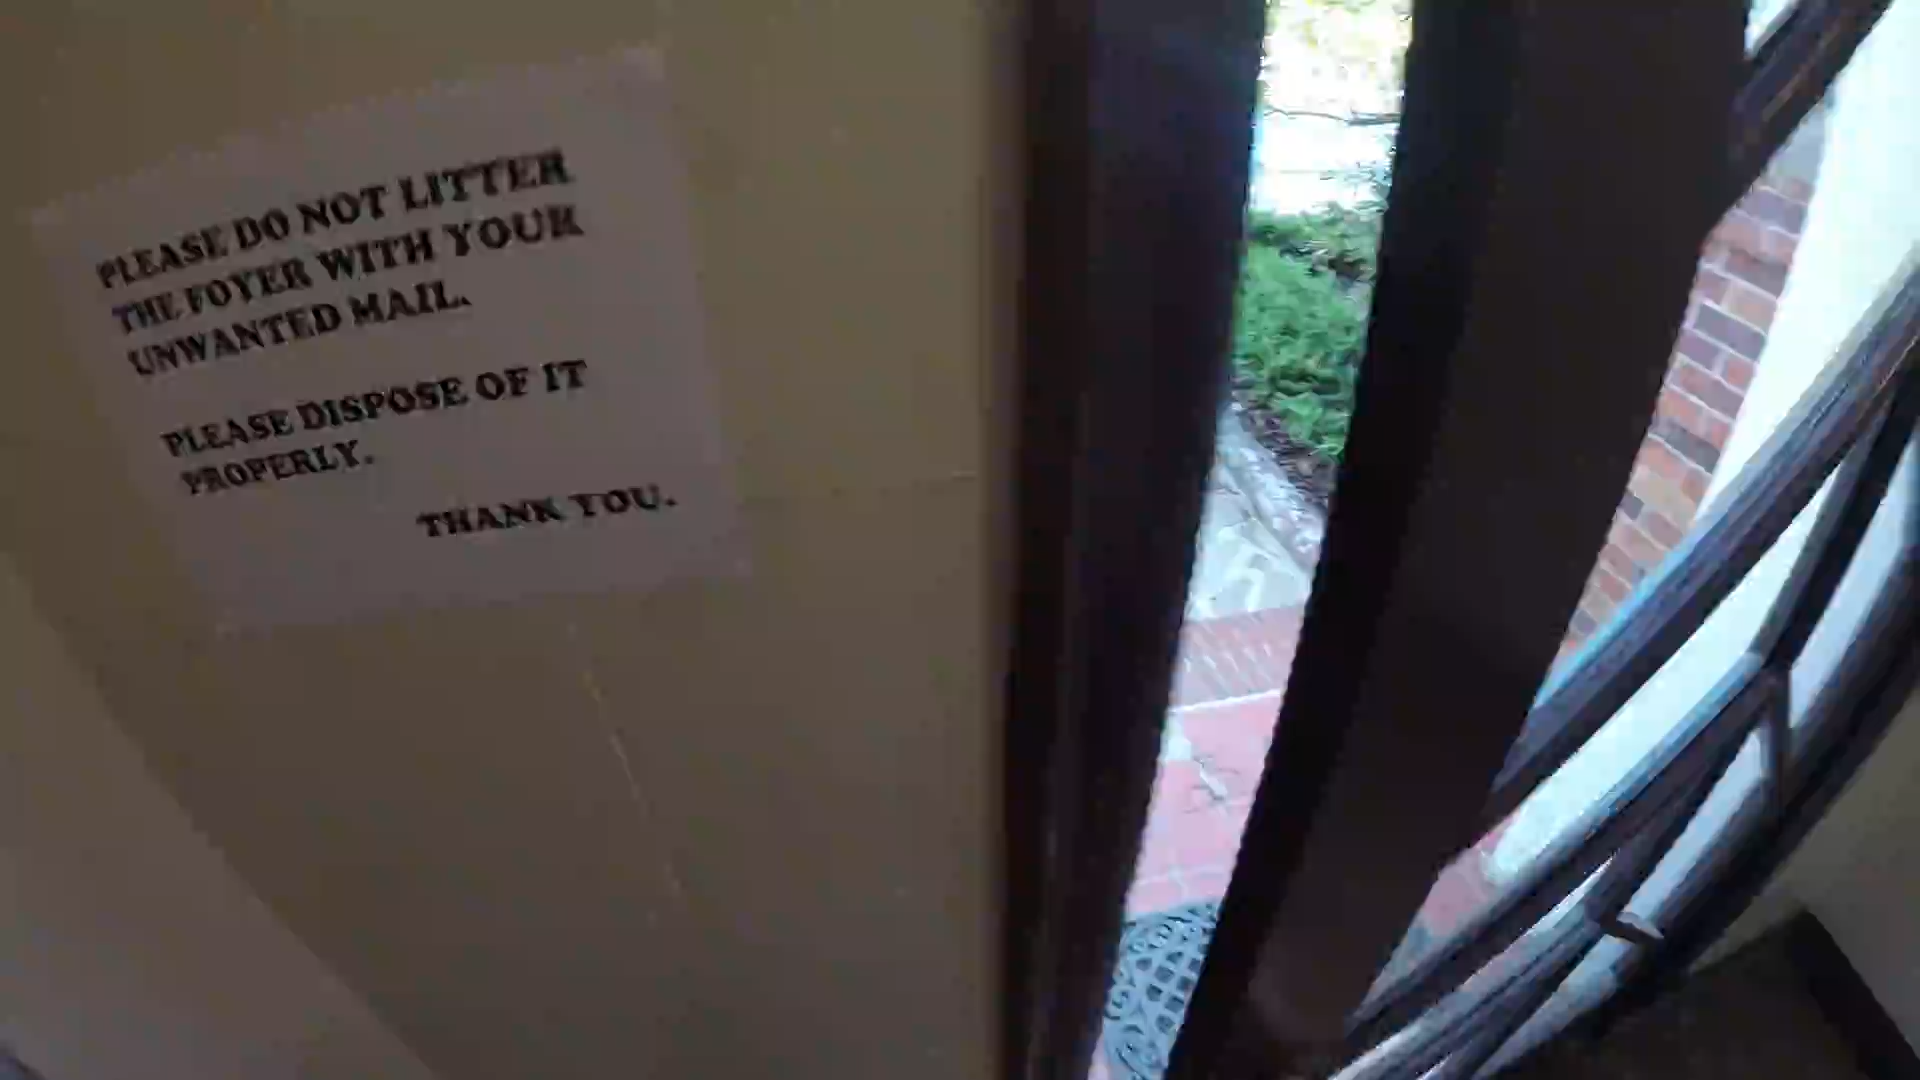 PLEASE DO NOT LITTER
THE FOYER WITH YOUR
UNWANTED MAIL.
PLEASE DISPOSE OF IT
PROPERLY.
THANK YOU.